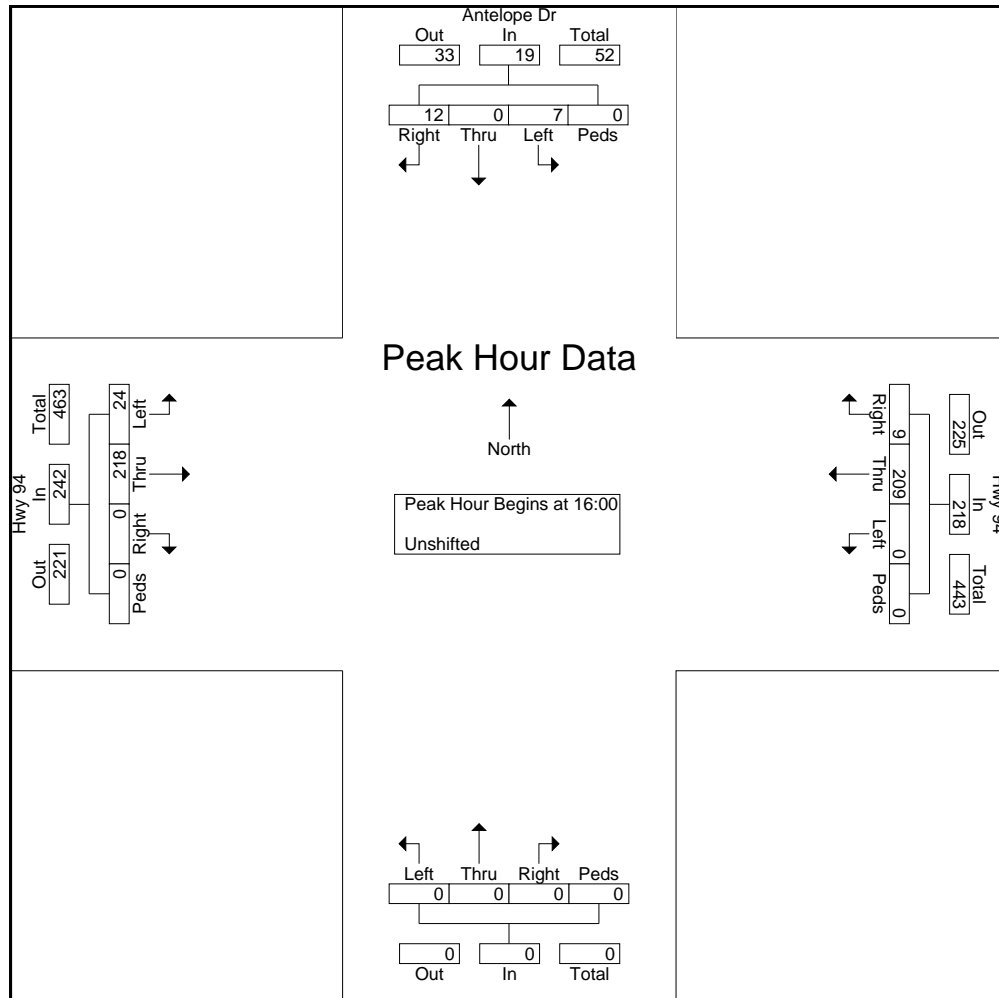 Antelope Dr
Out In Total
33 19 52
12 0 7 0
Right Thru Left Peds
Peak Hour Data
North
Peak Hour Begins at 16:00
Unshifted
Hwy 94
Out In Total
221 242 463
Left Thru Right Peds
24 218 0 0
Right Thru Left Peds
9 209 0 0
Out In Total
225 218 443
Hwy 94
Left Thru Right Peds
0 0 0 0
0 0 0
Out In Total